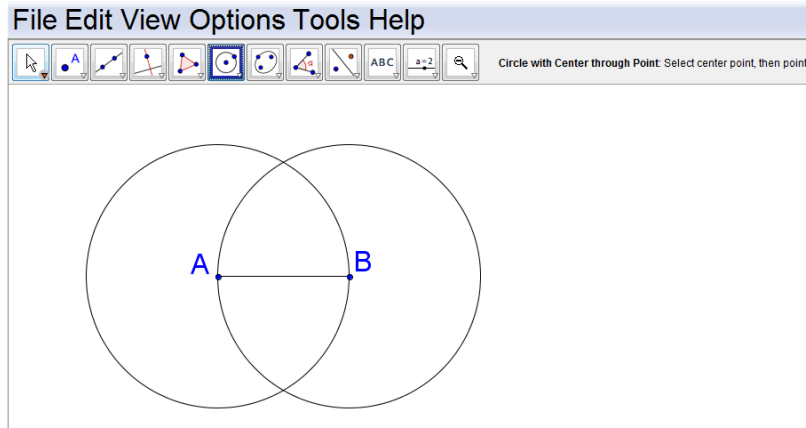 File Edit View Options Tools Help
A α ABC a=2 Circle with Center through Point: Select center point, then point
A B